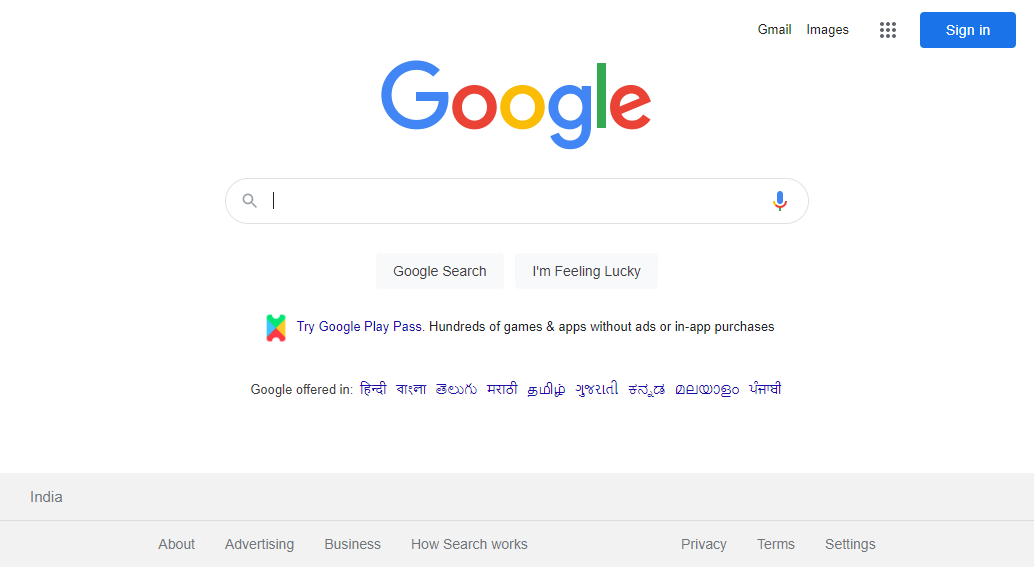 Gmail Images Sign in
Google
Google Search I'm Feeling Lucky
Try Google Play Pass. Hundreds of games & apps without ads or in-app purchases
Google offered in: हिन्दी বাংলা తెలుగు मराठी தமிழ் ગુજરાતી ಕನ್ನಡ മലയാളം ਪੰਜਾਬੀ
India
About Advertising Business How Search works Privacy Terms Settings